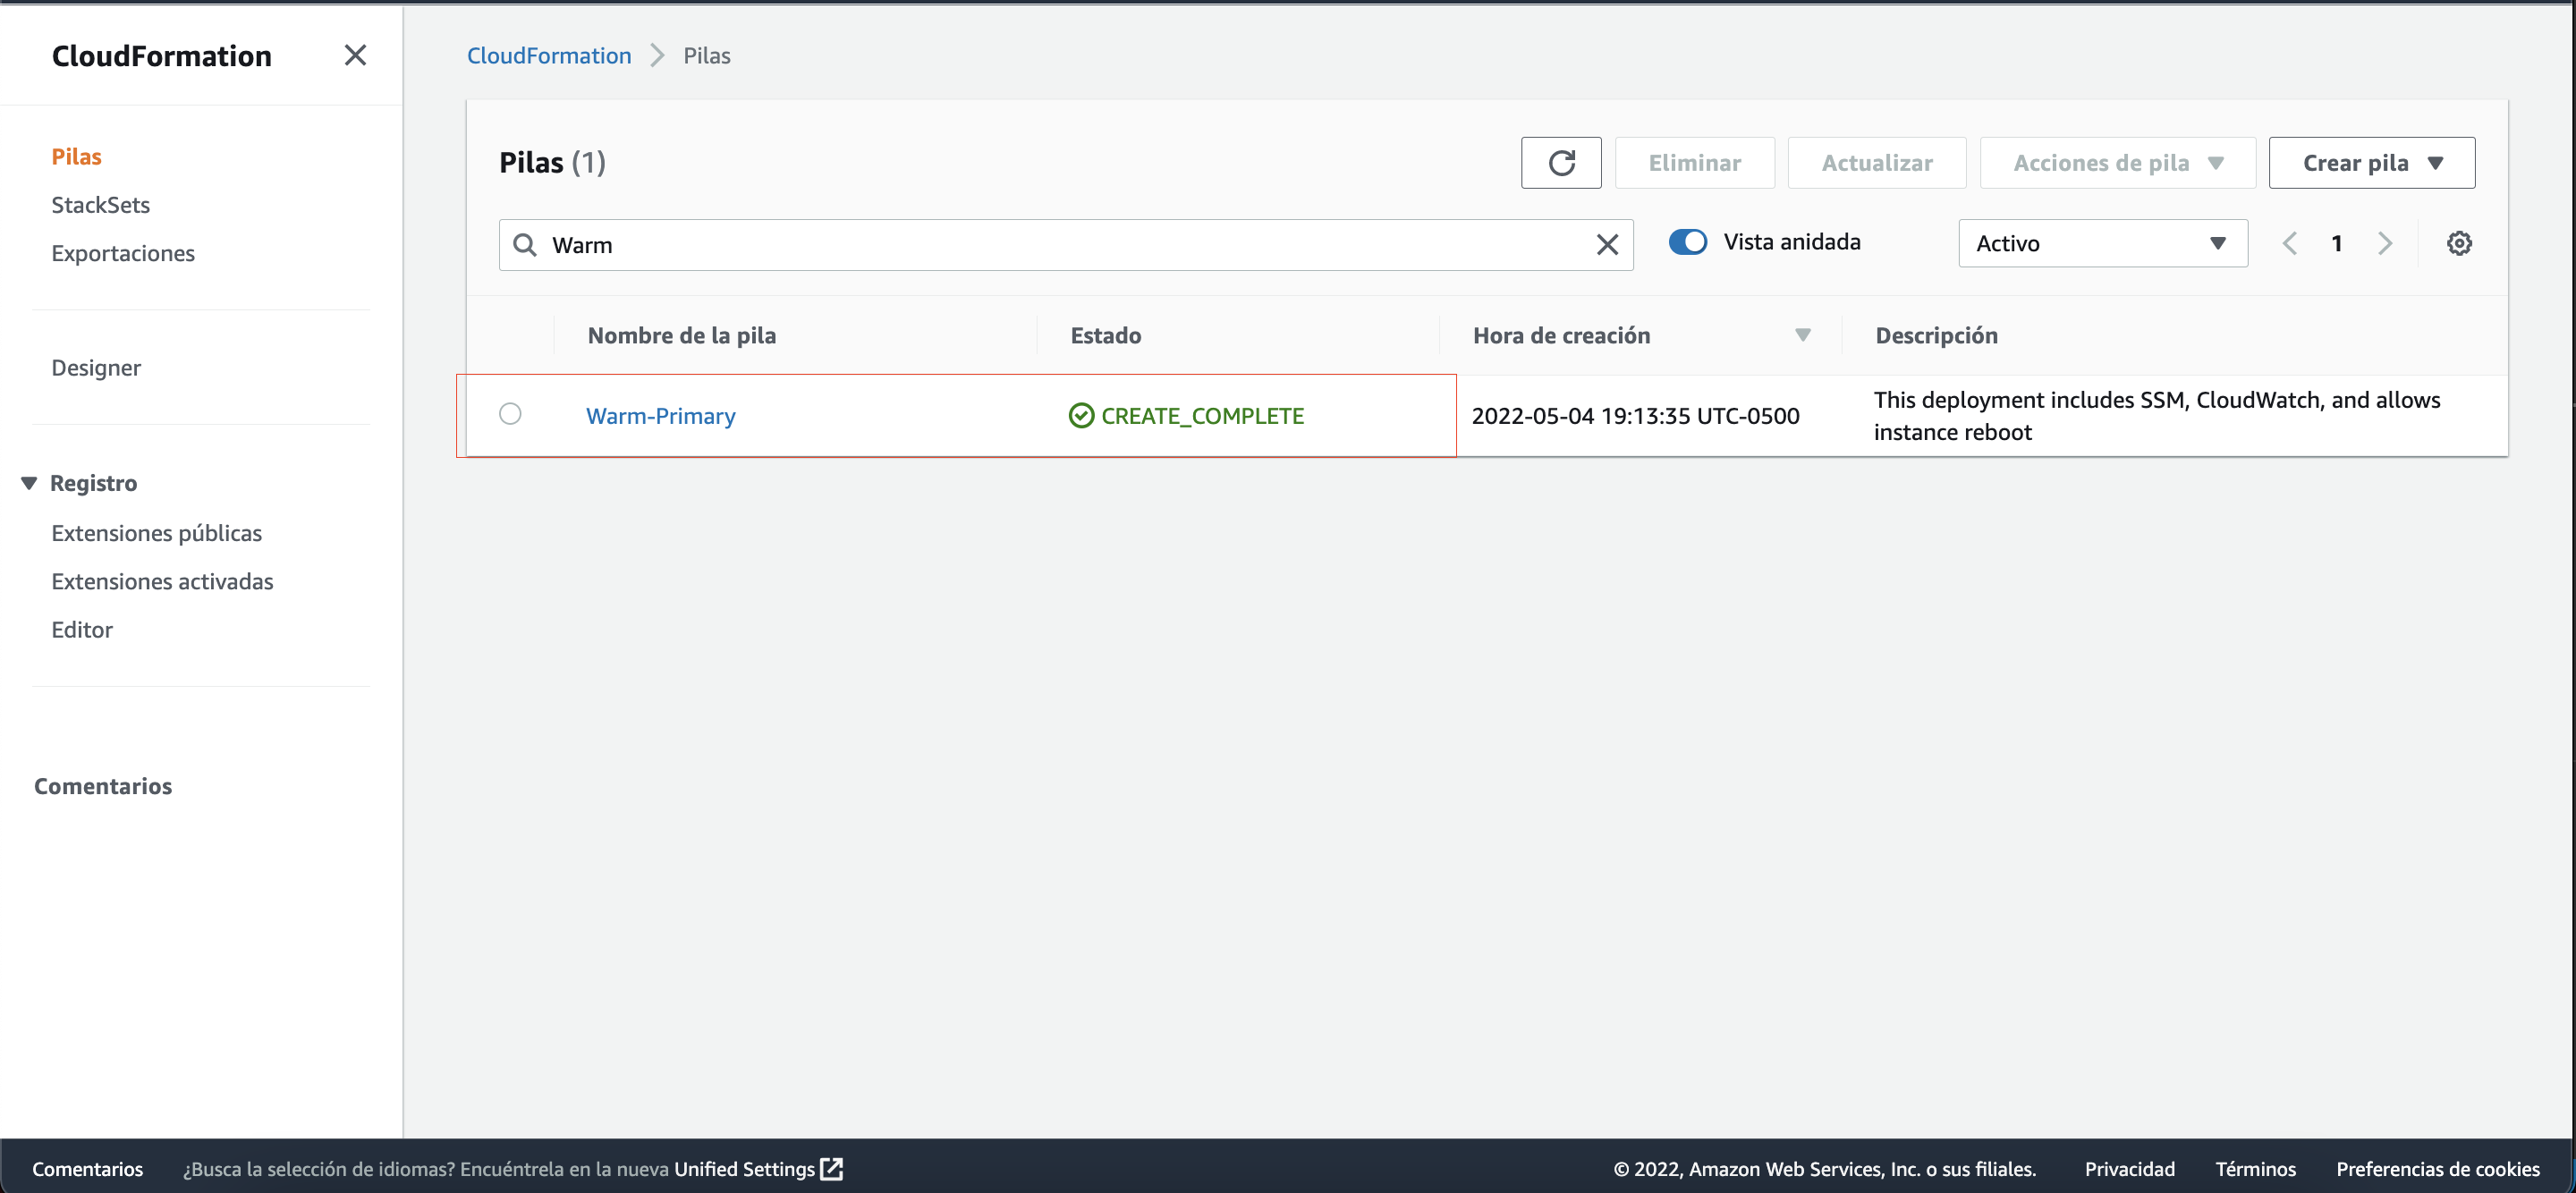 CloudFormation
Pilas
StackSets
Exportaciones
Designer
Registro
Extensiones públicas
Extensiones activadas
Editor
Comentarios
CloudFormation Pilas
Pilas (1)
Eliminar Actualizar Acciones de pila Crear pila
Warm Vista anidada Activo 1
Nombre de la pila Estado Hora de creación Descripción
Warm-Primary CREATE_COMPLETE 2022-05-04 19:13:35 UTC-0500 This deployment includes SSM, CloudWatch, and allows
instance reboot
Comentarios ¿Busca la selección de idiomas? Encuéntrela en la nueva Unified Settings © 2022, Amazon Web Services, Inc. o sus filiales. Privacidad Términos Preferencias de cookies